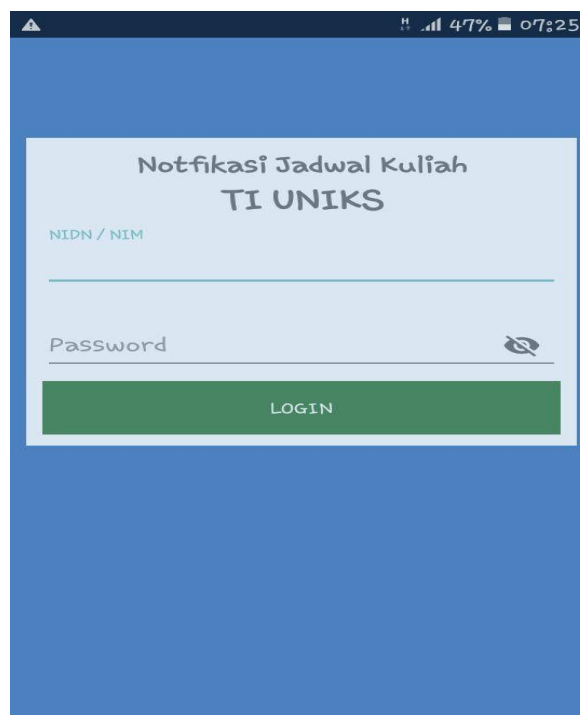 H 47% 07:25
Notfikasi Jadwal Kuliah
TI UNIKS
NIDN / NIM
Password
LOGIN